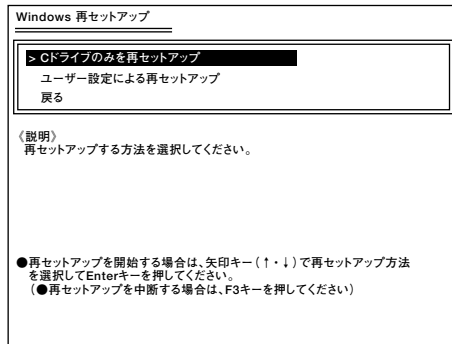 Windows 再セットアップ
> Cドライブのみを再セットアップ
ユーザー設定による再セットアップ
戻る
《説明》
再セットアップする方法を選択してください。
●再セットアップを開始する場合は、矢印キー(↑・↓)で再セットアップ方法
を選択してEnterキーを押してください。
(●再セットアップを中断する場合は、F3キーを押してください)